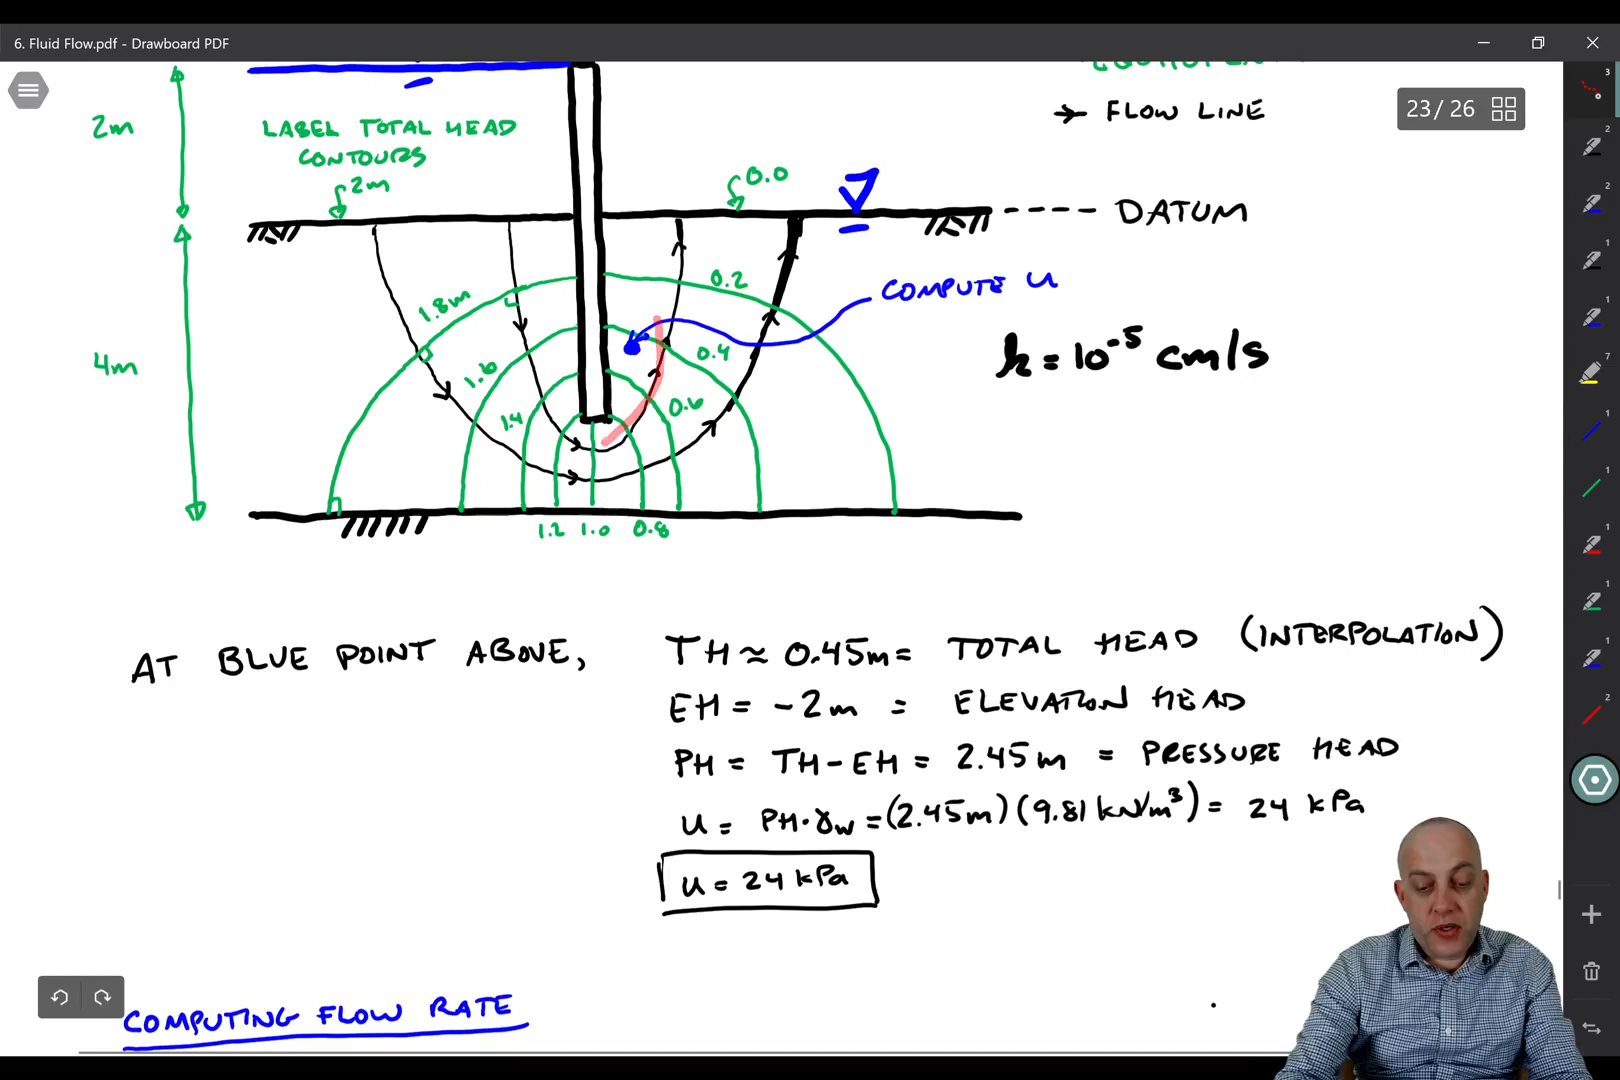 6. Fluid Flow.pdf - Drawboard PDF
23 / 26
FLOW LINE
2m
LABEL TOTAL HEAD
CONTOURS
2m
0.0
DATUM
0.2
COMPUTE u
1.8m
k = 10⁻⁵ cm/s
0.4
4m
1.6
0.6
1.4
1.2 1.0 0.8
AT BLUE POINT ABOVE, TH ≈ 0.45m = TOTAL HEAD (INTERPOLATION)
EH = -2m = ELEVATION HEAD
PH = TH - EH = 2.45m = PRESSURE HEAD
u = PH·γw = (2.45m)(9.81 kN/m³) = 24 kPa
u = 24 kPa
COMPUTING FLOW RATE